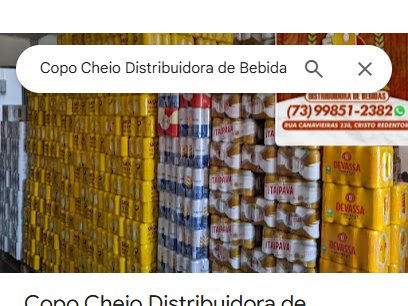 Copo Cheio Distribuidora de Bebida
DISTRIBUIDORA DE BEBIDAS
(73)99851-2382
RUA CANAVIEIRAS 238, CRISTO REDENTOR
ITAIPAVA
ITAIPAVA
ITAIPAVA
DEVASSA
DEVASSA
DEVASSA
Copo Cheio Distribuidora de